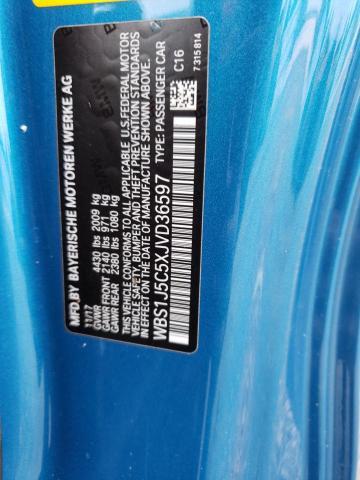 MFD.BY BAYERISCHE MOTOREN WERKE AG
11/17
GVWR 4430 lbs 2009 kg
GAWR FRONT 2140 lbs 971 kg
GAWR REAR 2380 lbs 1080 kg
THIS VEHICLE CONFORMS TO ALL APPLICABLE U.S.FEDERAL MOTOR
VEHICLE SAFETY, BUMPER AND THEFT PREVENTION STANDARDS
IN EFFECT ON THE DATE OF MANUFACTURE SHOWN ABOVE.
WBS1J5C5XJVD36597 TYPE: PASSENGER CAR
C16
7315814